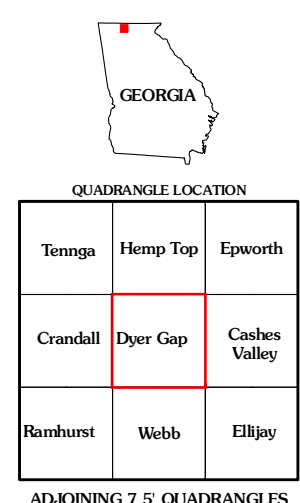 GEORGIA
QUADRANGLE LOCATION
Tennga Hemp Top Epworth
Crandall Dyer Gap Cashes
Valley
Ramhurst Webb Ellijay
ADJOINING 7.5' QUADRANGLES